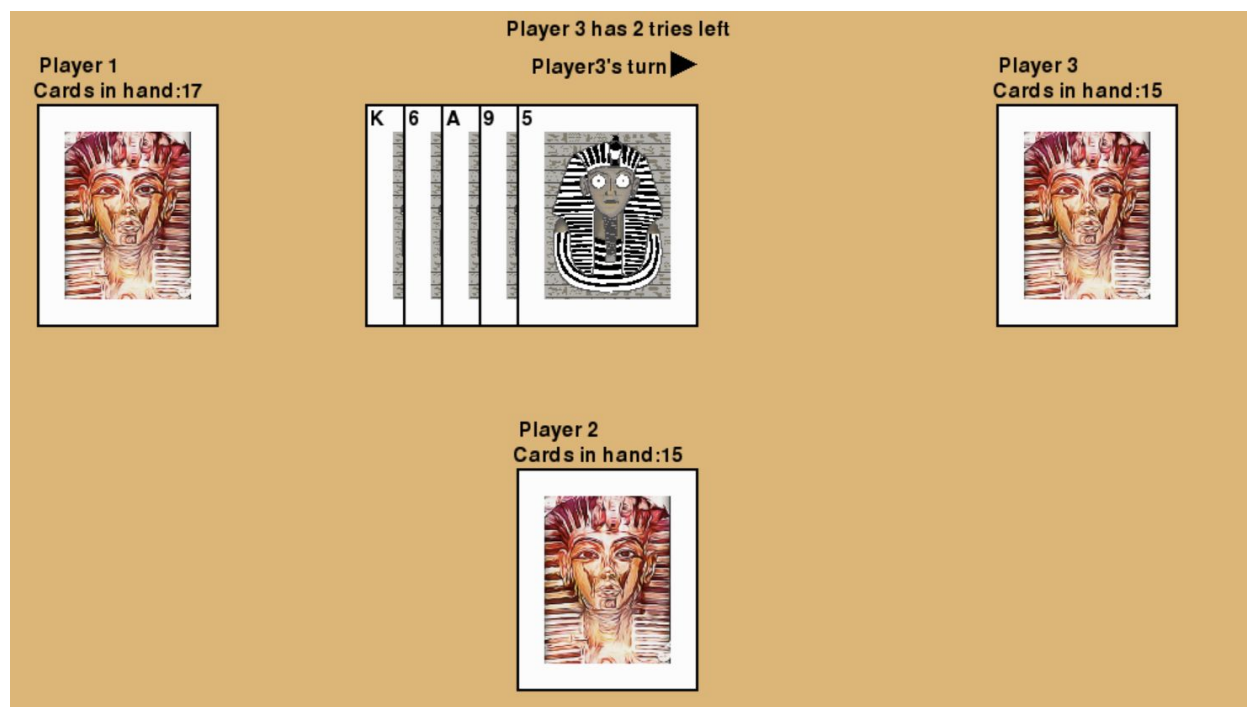 Player 3 has 2 tries left
Player3's turn
Player 1
Cards in hand:17
Player 3
Cards in hand:15
K 6 A 9 5
Player 2
Cards in hand:15